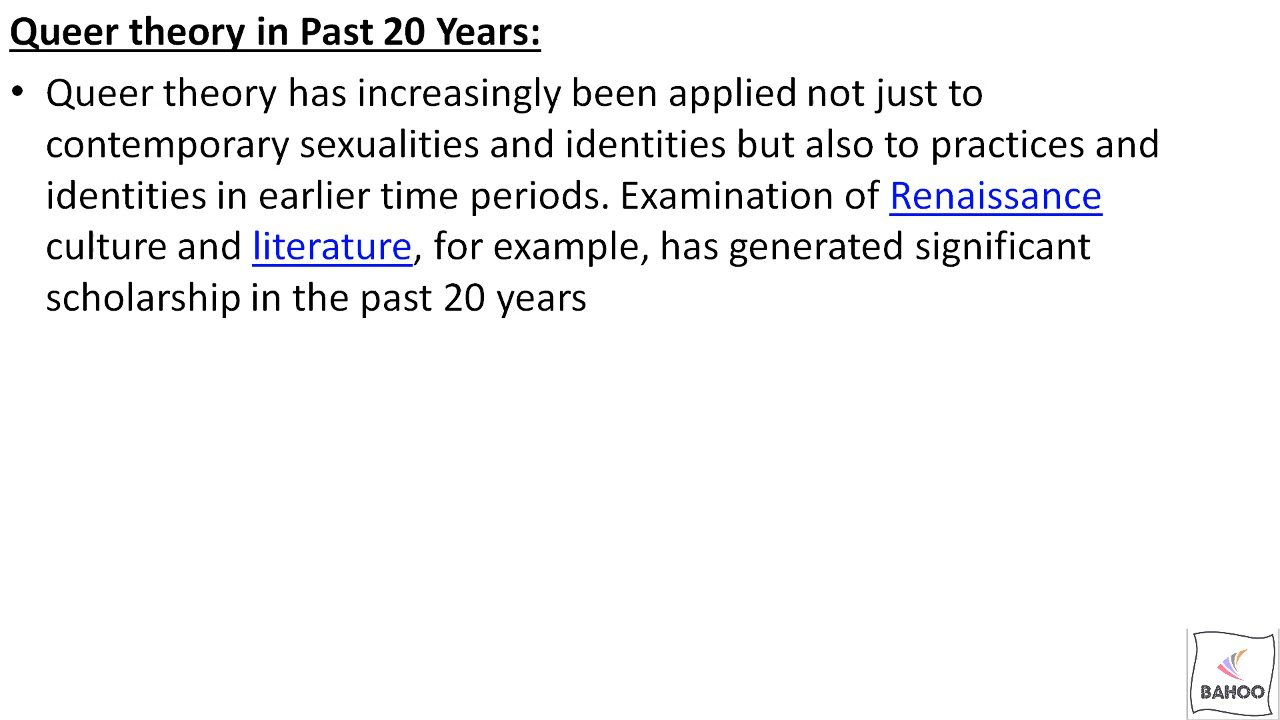 Queer theory in Past 20 Years:
• Queer theory has increasingly been applied not just to
contemporary sexualities and identities but also to practices and
identities in earlier time periods. Examination of Renaissance
culture and literature, for example, has generated significant
scholarship in the past 20 years
BAHOO